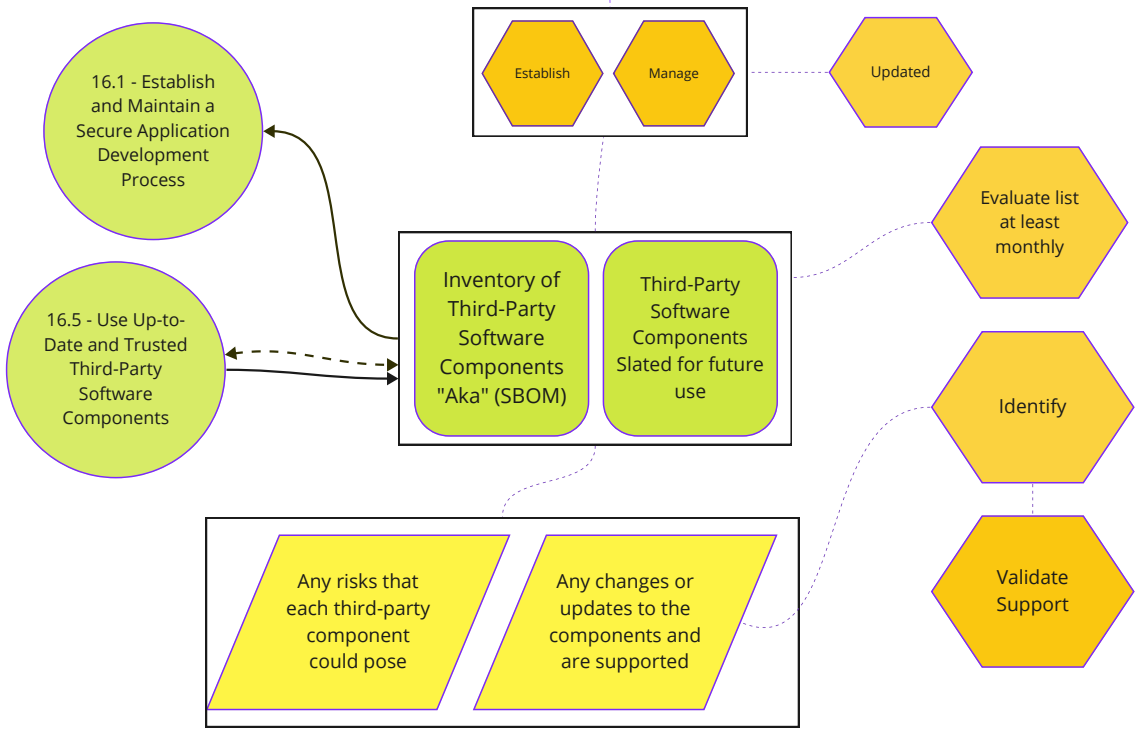 Establish
Manage
Updated
16.1 - Establish
and Maintain a
Secure Application
Development
Process
Evaluate list
at least
monthly
Inventory of
Third-Party
Software
Components
"Aka" (SBOM)
Third-Party
Software
Components
Slated for future
use
16.5 - Use Up-to-
Date and Trusted
Third-Party
Software
Components
Identify
Any risks that
each third-party
component
could pose
Any changes or
updates to the
components and
are supported
Validate
Support